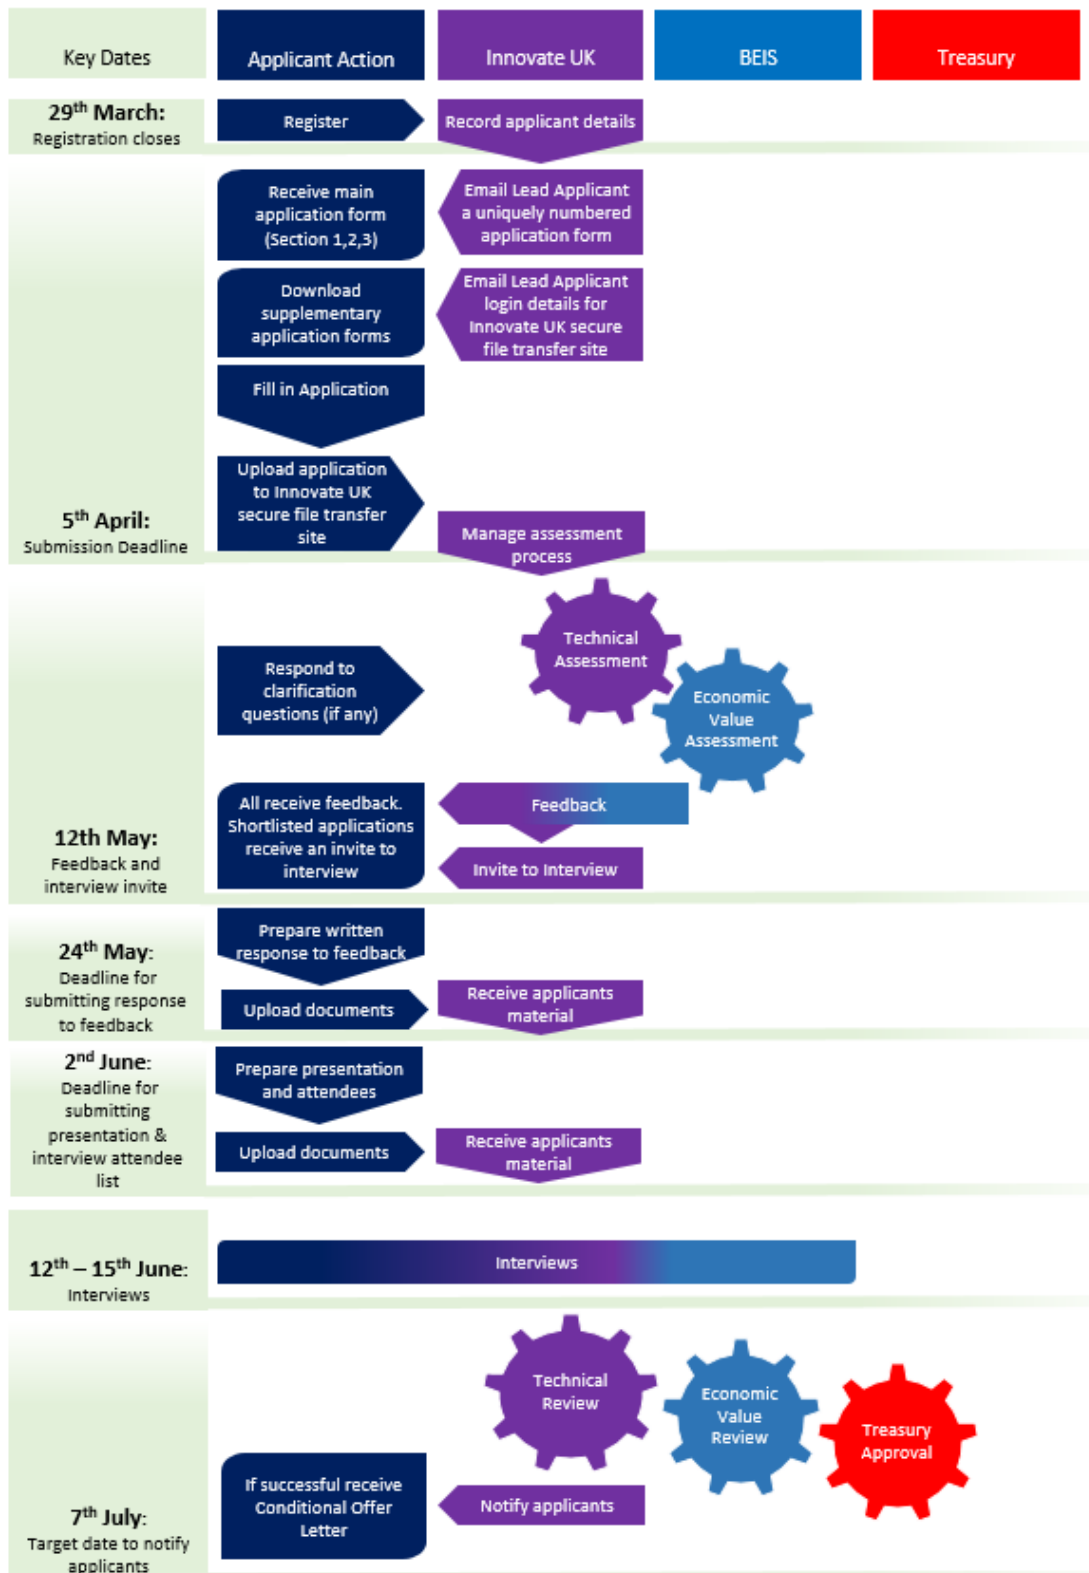 Key Dates
Applicant Action
Innovate UK
BEIS
Treasury
29th March:
Registration closes
Register
Record applicant details
Receive main
application form
(Section 1,2,3)
Email Lead Applicant
a uniquely numbered
application form
Download
supplementary
application forms
Email Lead Applicant
login details for
Innovate UK secure
file transfer site
Fill in Application
5th April:
Submission Deadline
Upload application
to Innovate UK
secure file transfer
site
Manage assessment
process
Technical
Assessment
Economic
Value
Assessment
Respond to
clarification
questions (if any)
12th May:
Feedback and
interview invite
All receive feedback.
Shortlisted applications
receive an invite to
interview
Feedback
Invite to Interview
24th May:
Deadline for
submitting response
to feedback
Prepare written
response to feedback
Upload documents
Receive applicants
material
2nd June:
Deadline for
submitting
presentation &
interview attendee
list
Prepare presentation
and attendees
Upload documents
Receive applicants
material
12th – 15th June:
Interviews
Interviews
Technical
Review
Economic
Value
Review
Treasury
Approval
7th July:
Target date to notify
applicants
If successful receive
Conditional Offer
Letter
Notify applicants